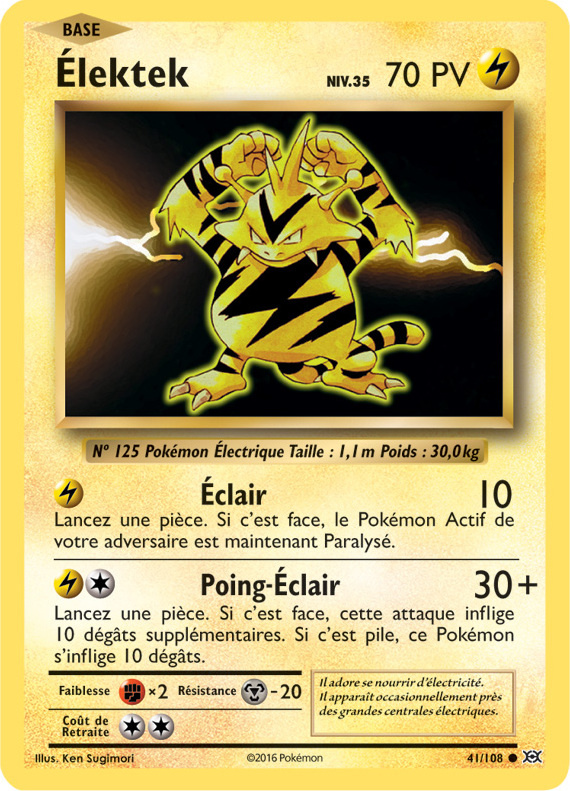 BASE
Élektek NIV.35 70 PV
N° 125 Pokémon Électrique Taille : 1,1 m Poids : 30,0 kg
Éclair 10
Lancez une pièce. Si c'est face, le Pokémon Actif de
votre adversaire est maintenant Paralysé.
Poing-Éclair 30+
Lancez une pièce. Si c'est face, cette attaque inflige
10 dégâts supplémentaires. Si c'est pile, ce Pokémon
s'inflige 10 dégâts.
Faiblesse ×2 Résistance -20
Coût de
Retraite
Il adore se nourrir d'électricité.
Il apparaît occasionnellement près
des grandes centrales électriques.
Illus. Ken Sugimori ©2016 Pokémon 41/108